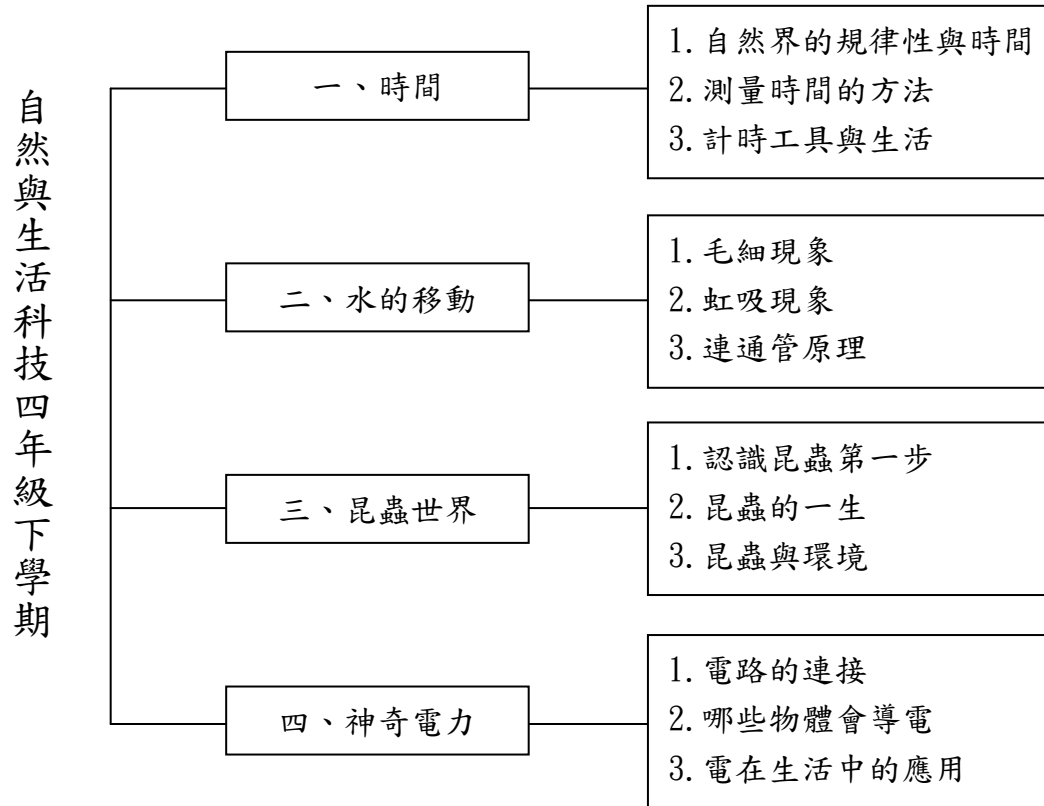 自然與生活科技四年級下學期
一、時間
1.自然界的規律性與時間
2.測量時間的方法
3.計時工具與生活
二、水的移動
1.毛細現象
2.虹吸現象
3.連通管原理
三、昆蟲世界
1.認識昆蟲第一步
2.昆蟲的一生
3.昆蟲與環境
四、神奇電力
1.電路的連接
2.哪些物體會導電
3.電在生活中的應用